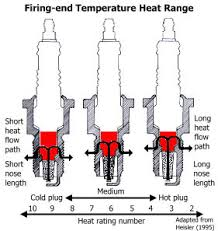 Firing-end Temperature Heat Range
Short
heat
flow
path
Short
nose
length
Long
heat
flow
path
Long
nose
length
Cold plug
Medium
Hot plug
10 9 8 7 6 5 4 3 2
Heat rating number
Adapted from
Heisler (1995)